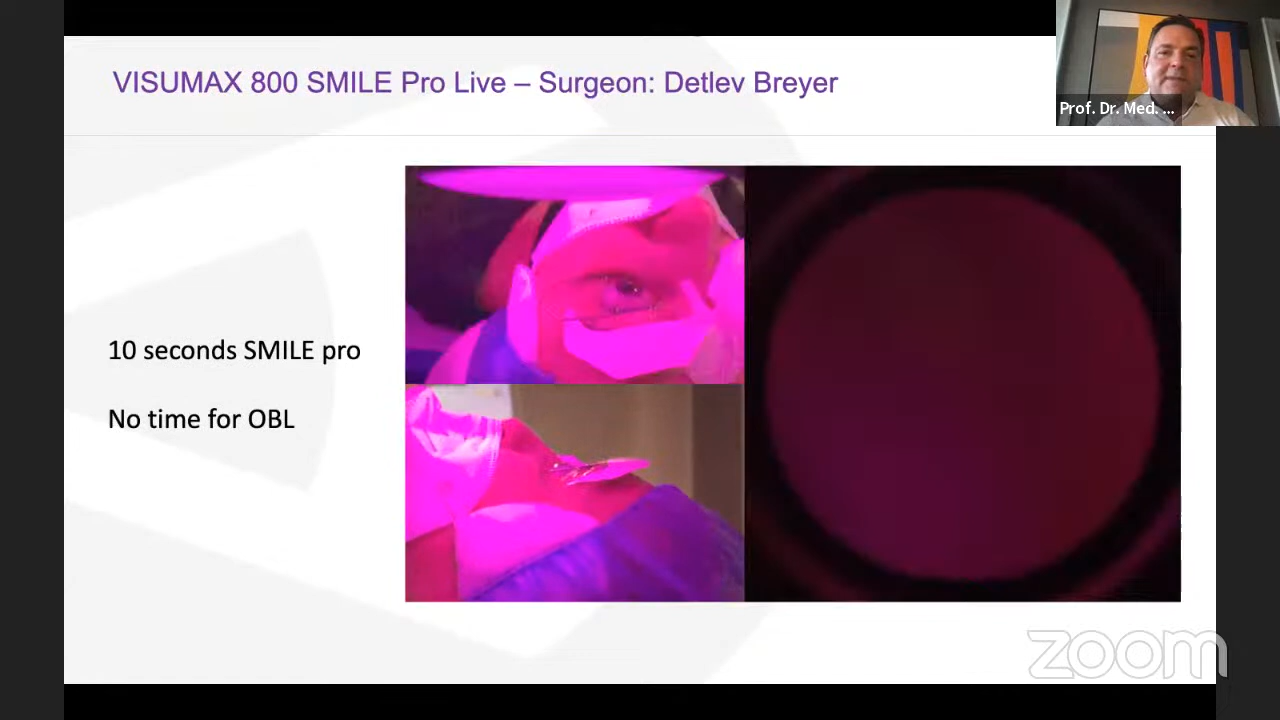 VISUMAX 800 SMILE Pro Live – Surgeon: Detlev Breyer
Prof. Dr. Med. ...
10 seconds SMILE pro
No time for OBL
zoom